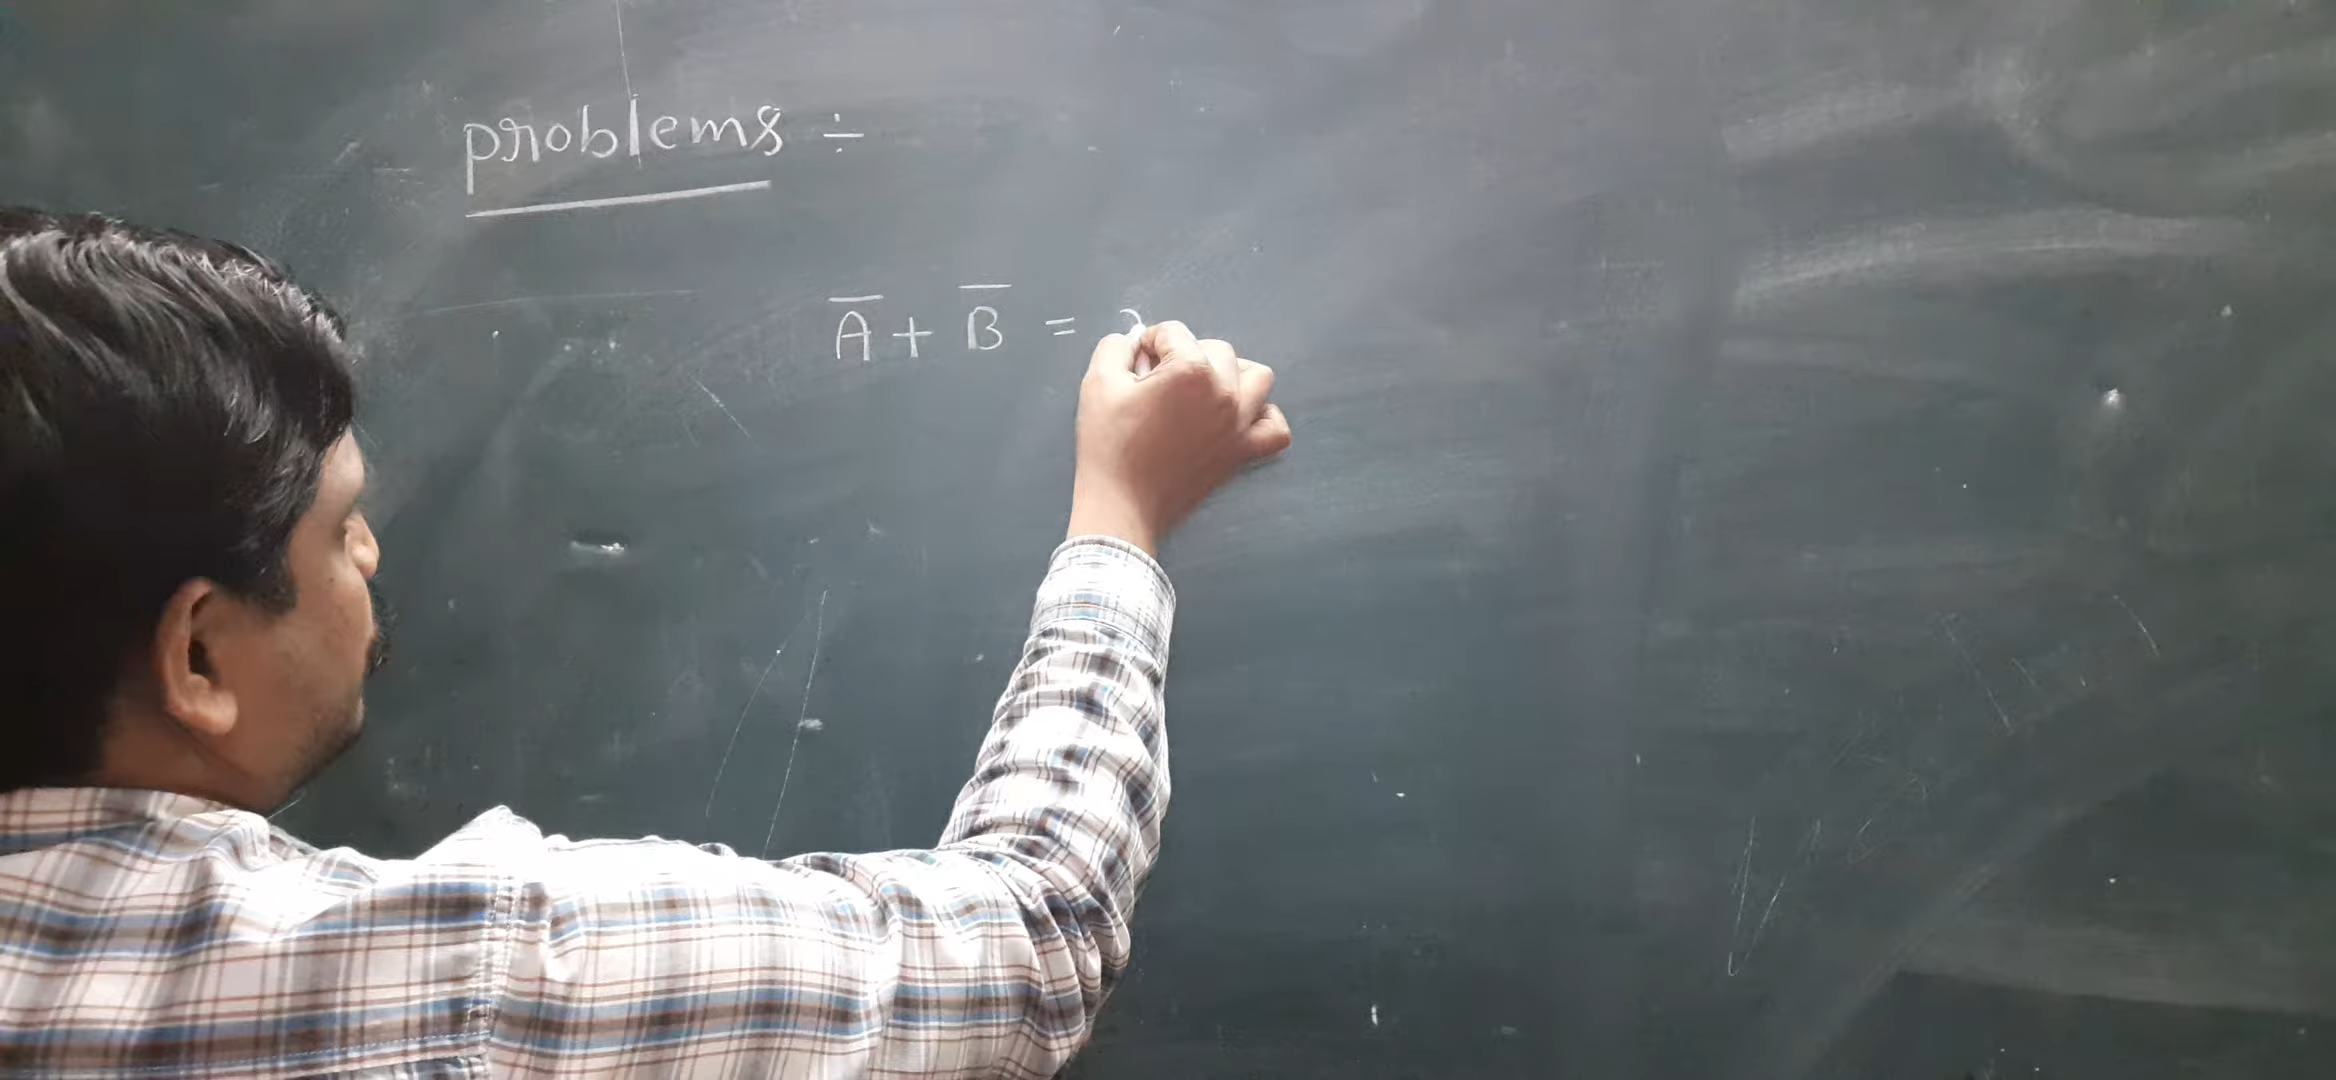 problems ÷
A̅ + B̅ =